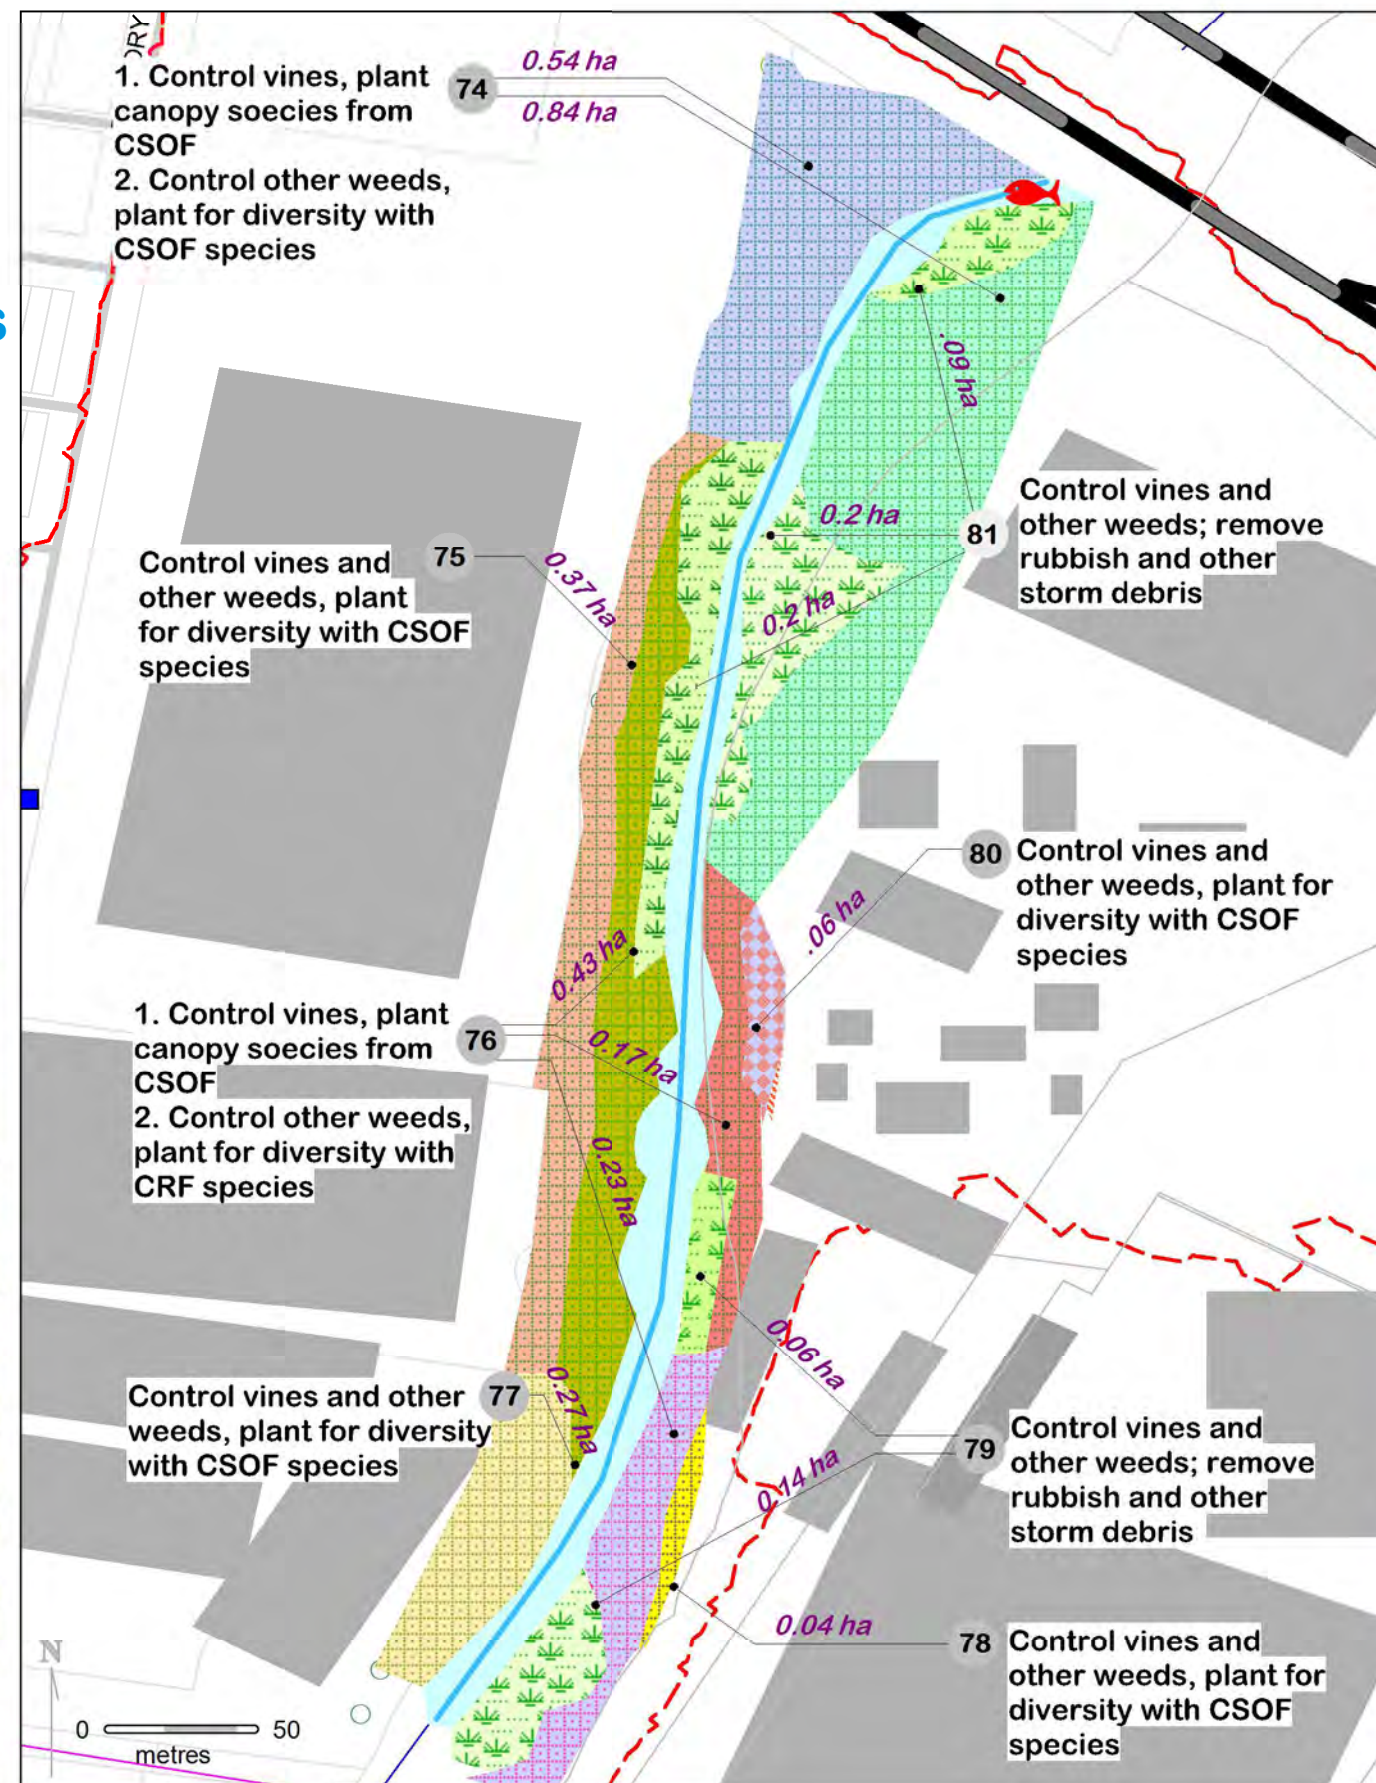 ORY
1. Control vines, plant
canopy soecies from
CSOF
2. Control other weeds,
plant for diversity with
CSOF species
74
0.54 ha
0.84 ha
s
.09 ha
Control vines and
other weeds, plant
for diversity with CSOF
species
75
0.37 ha
0.2 ha
0.2 ha
81
Control vines and
other weeds; remove
rubbish and other
storm debris
80
Control vines and
other weeds, plant for
diversity with CSOF
species
.06 ha
0.43 ha
1. Control vines, plant
canopy soecies from
CSOF
2. Control other weeds,
plant for diversity with
CRF species
76
0.17 ha
0.23 ha
0.06 ha
Control vines and other
weeds, plant for diversity
with CSOF species
77
0.27 ha
0.14 ha
79
Control vines and
other weeds; remove
rubbish and other
storm debris
0.04 ha
78
Control vines and
other weeds, plant for
diversity with CSOF
species
N
0 50
metres